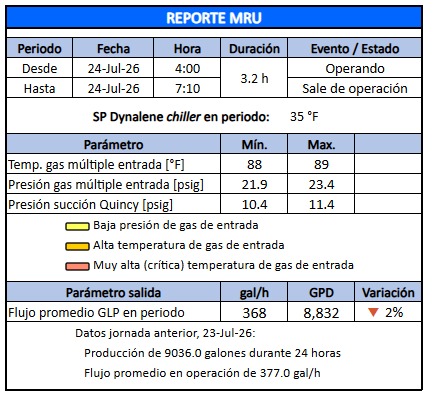 REPORTE MRU
Periodo Fecha Hora Duración Evento / Estado
Desde 24-Jul-26 4:00 3.2 h Operando
Hasta 24-Jul-26 7:10 Sale de operación
SP Dynalene chiller en periodo: 35 °F
Parámetro Mín. Max.
Temp. gas múltiple entrada [°F] 88 89
Presión gas múltiple entrada [psig] 21.9 23.4
Presión succión Quincy [psig] 10.4 11.4
Baja presión de gas de entrada
Alta temperatura de gas de entrada
Muy alta (crítica) temperatura de gas de entrada
Parámetro salida gal/h GPD Variación
Flujo promedio GLP en periodo 368 8,832 ▼ 2%
Datos jornada anterior, 23-Jul-26:
Producción de 9036.0 galones durante 24 horas
Flujo promedio en operación de 377.0 gal/h